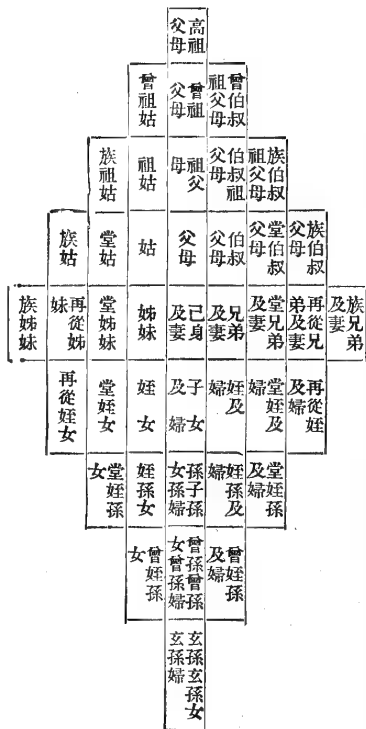 高祖父母
曾伯叔祖父母
曾祖父母
曾祖姑
族伯叔祖父母
伯叔祖父母
祖父母
祖姑
族祖姑
族伯叔父母
堂伯叔父母
伯叔父母
父母
姑
堂姑
族姑
族兄弟及妻
再從兄弟及妻
堂兄弟及妻
兄弟及妻
己身及妻
姊妹
堂姊妹
再從姊妹
族姊妹
再從姪及婦
堂姪及婦
姪及婦
子女及婦
姪女
堂姪女
再從姪女
堂姪孫及婦
姪孫及婦
孫子孫女孫婦
姪孫女
堂姪孫女
曾姪孫及婦
曾孫曾孫女曾孫婦
曾姪孫女
玄孫玄孫女玄孫婦